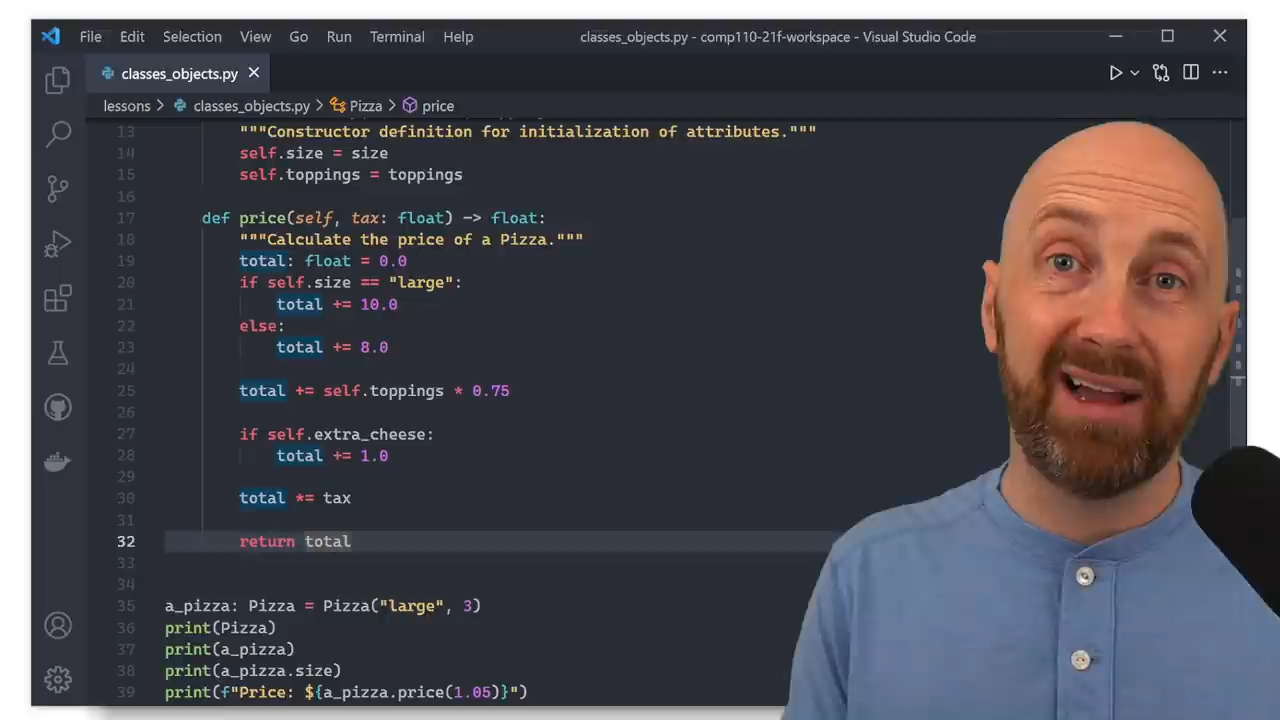 File Edit Selection View Go Run Terminal Help classes_objects.py - comp110-21f-workspace - Visual Studio Code
classes_objects.py
lessons > classes_objects.py > Pizza > price
13 """Constructor definition for initialization of attributes."""
14 self.size = size
15 self.toppings = toppings
16
17 def price(self, tax: float) -> float:
18 """Calculate the price of a Pizza."""
19 total: float = 0.0
20 if self.size == "large":
21 total += 10.0
22 else:
23 total += 8.0
24
25 total += self.toppings * 0.75
26
27 if self.extra_cheese:
28 total += 1.0
29
30 total *= tax
31
32 return total
33
34
35 a_pizza: Pizza = Pizza("large", 3)
36 print(Pizza)
37 print(a_pizza)
38 print(a_pizza.size)
39 print(f"Price: ${a_pizza.price(1.05)}")